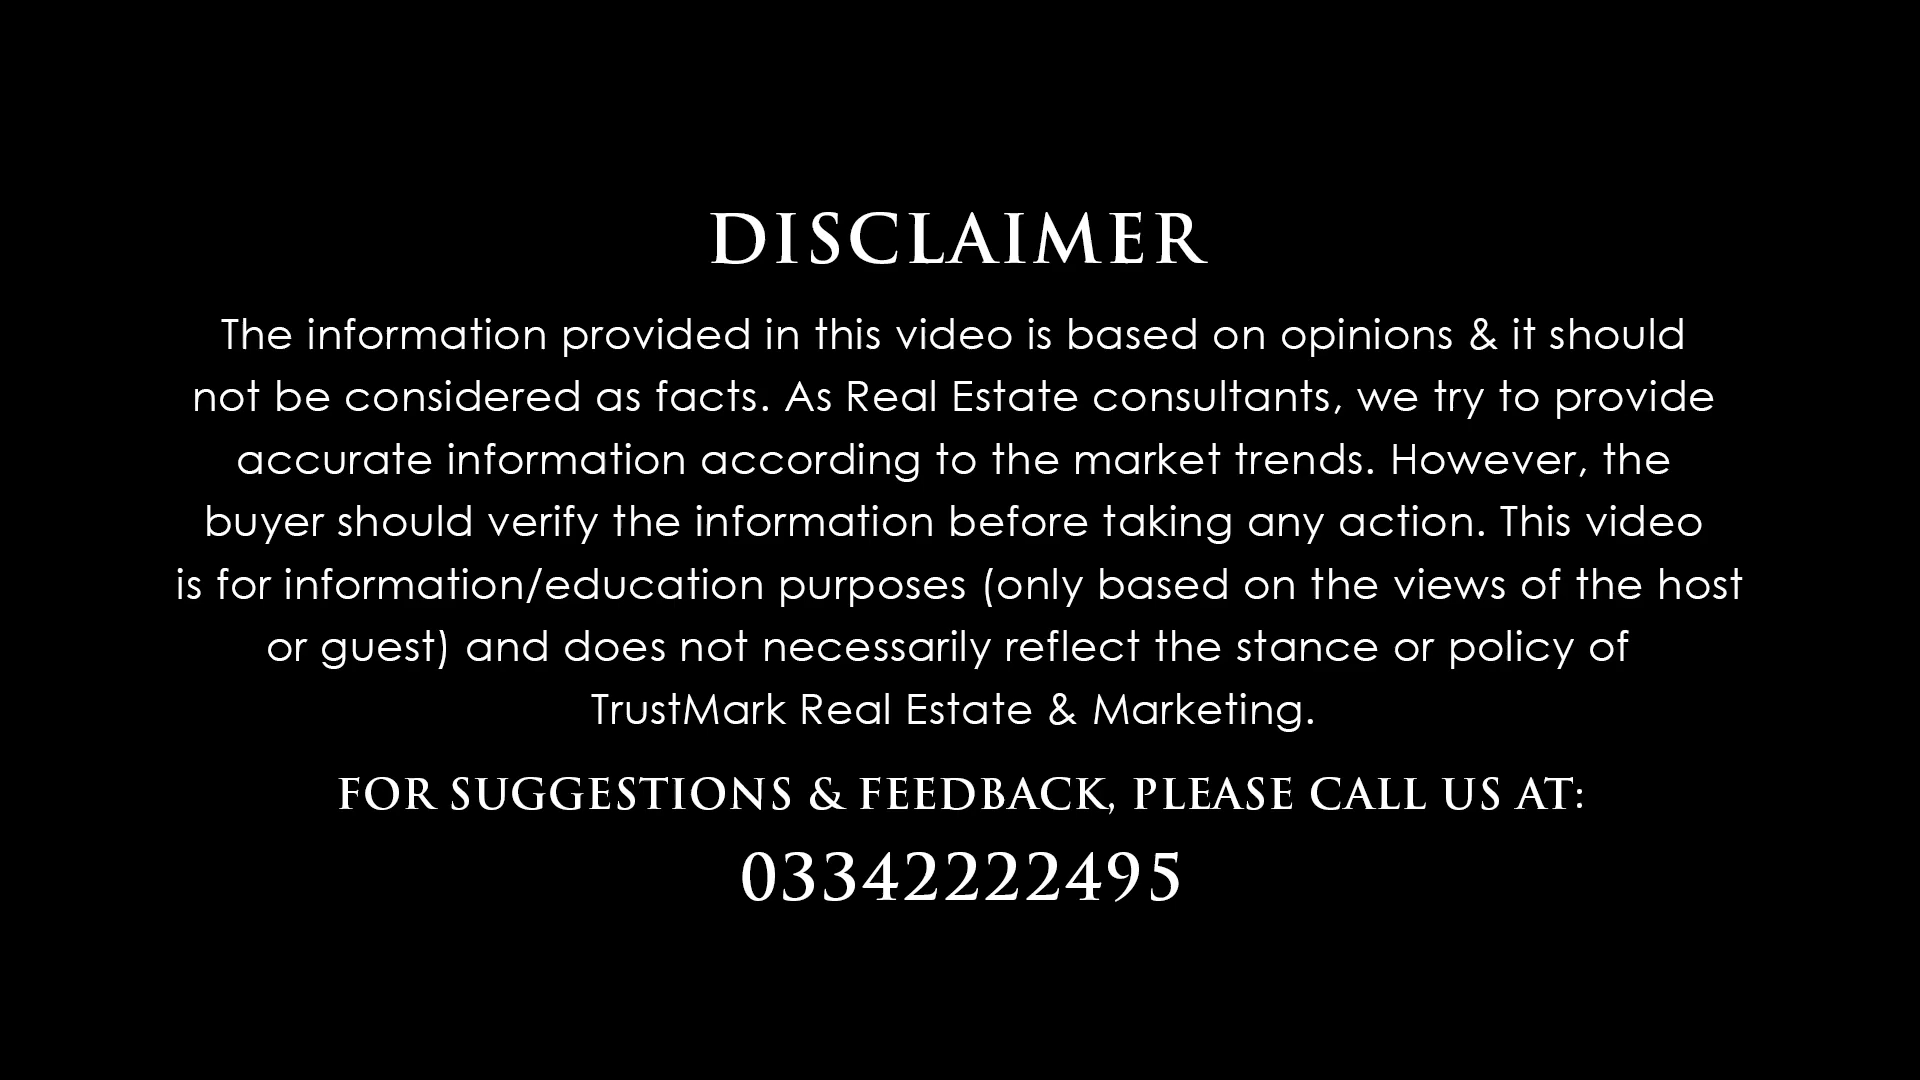 DISCLAIMER
The information provided in this video is based on opinions & it should
not be considered as facts. As Real Estate consultants, we try to provide
accurate information according to the market trends. However, the
buyer should verify the information before taking any action. This video
is for information/education purposes (only based on the views of the host
or guest) and does not necessarily reflect the stance or policy of
TrustMark Real Estate & Marketing.
FOR SUGGESTIONS & FEEDBACK, PLEASE CALL US AT:
03342222495